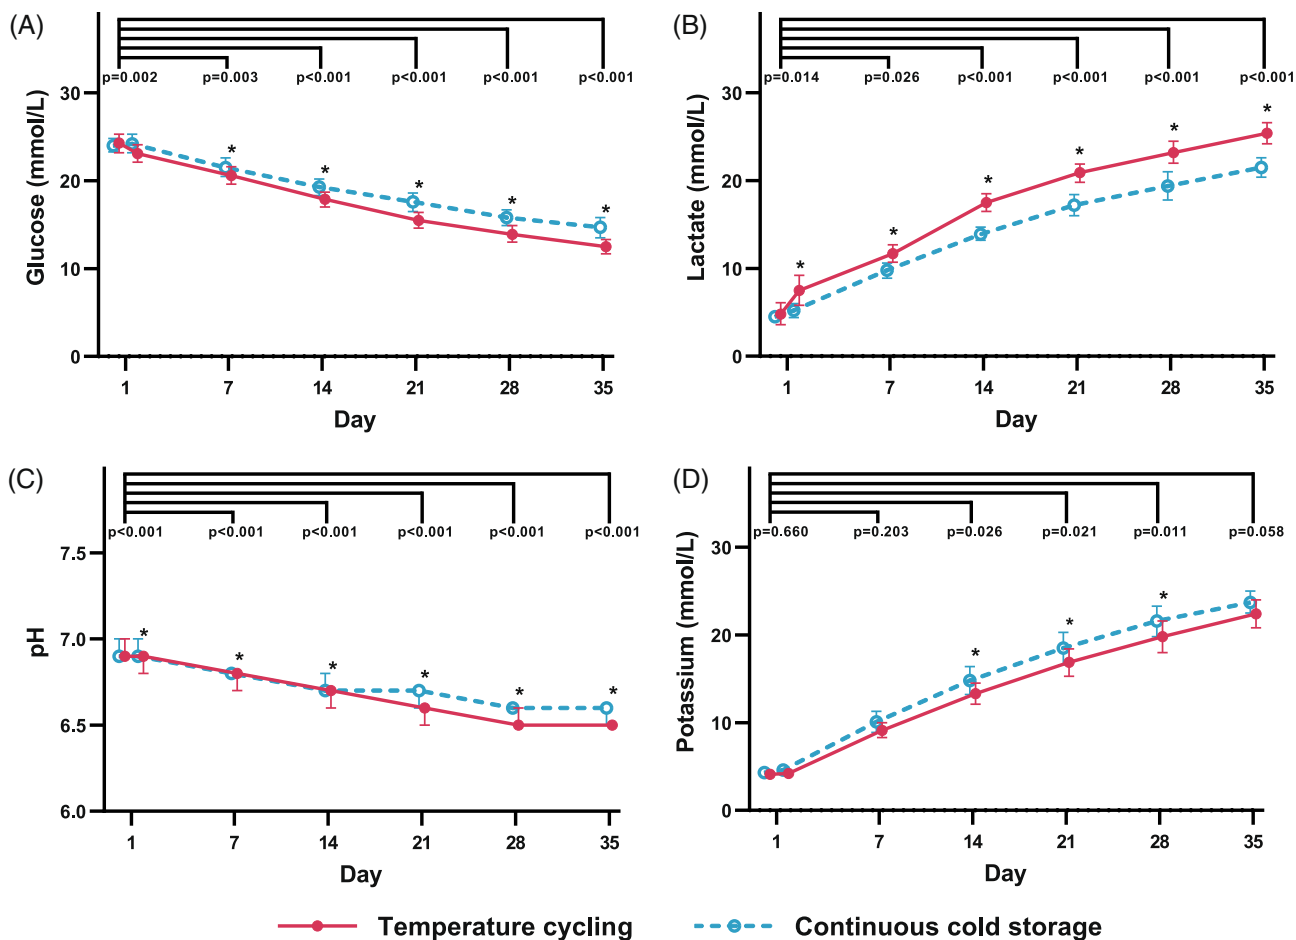 (A)
p=0.002 p=0.003 p<0.001 p<0.001 p<0.001 p<0.001
Glucose (mmol/L)
30
20
10
0
* * * * *
1 7 14 21 28 35
Day
(B)
p=0.014 p=0.026 p<0.001 p<0.001 p<0.001 p<0.001
Lactate (mmol/L)
30
20
10
0
* * * * * *
1 7 14 21 28 35
Day
(C)
p<0.001 p<0.001 p<0.001 p<0.001 p<0.001 p<0.001
pH
7.5
7.0
6.5
6.0
* * * * * *
1 7 14 21 28 35
Day
(D)
p=0.660 p=0.203 p=0.026 p=0.021 p=0.011 p=0.058
Potassium (mmol/L)
30
20
10
0
* * *
1 7 14 21 28 35
Day
Temperature cycling
Continuous cold storage